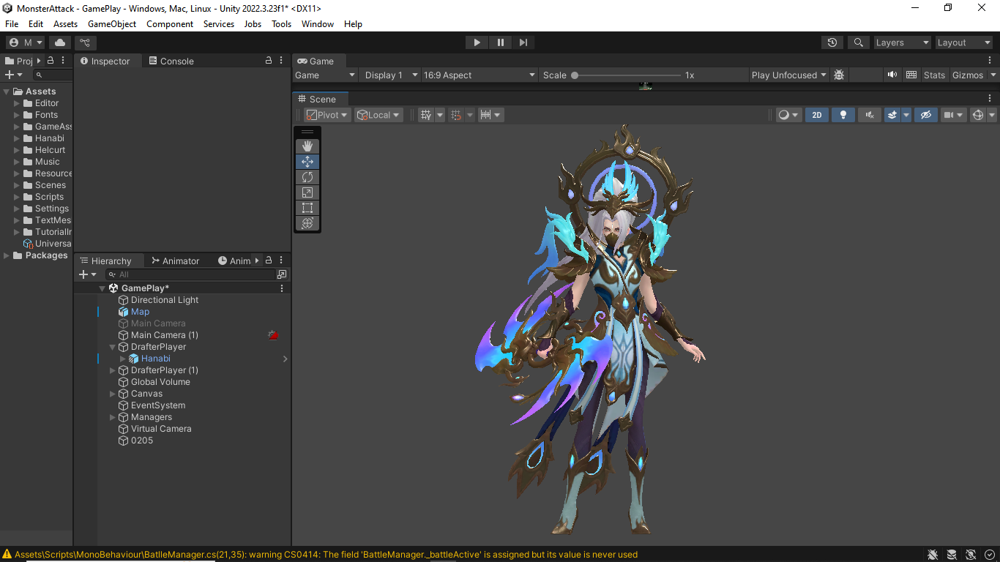 MonsterAttack - GamePlay - Windows, Mac, Linux - Unity 2022.3.23f1* <DX11>
File Edit Assets GameObject Component Services Jobs Tools Window Help
M
Layers
Layout
Proj
Inspector
Console
Game
Game
Display 1
16:9 Aspect
Scale
1x
Play Unfocused
Stats
Gizmos
Scene
Pivot
Local
2D
Assets
Editor
Fonts
GameAss
Hanabi
Helcurt
Music
Resource
Scenes
Scripts
Settings
TextMes
TutorialIr
Universa
Packages
Hierarchy
Animator
Anim
All
GamePlay*
Directional Light
Map
Main Camera
Main Camera (1)
DrafterPlayer
Hanabi
DrafterPlayer (1)
Global Volume
Canvas
EventSystem
Managers
Virtual Camera
0205
Assets\Scripts\MonoBehaviour\BatlleManager.cs(21,35): warning CS0414: The field 'BattleManager._battleActive' is assigned but its value is never used